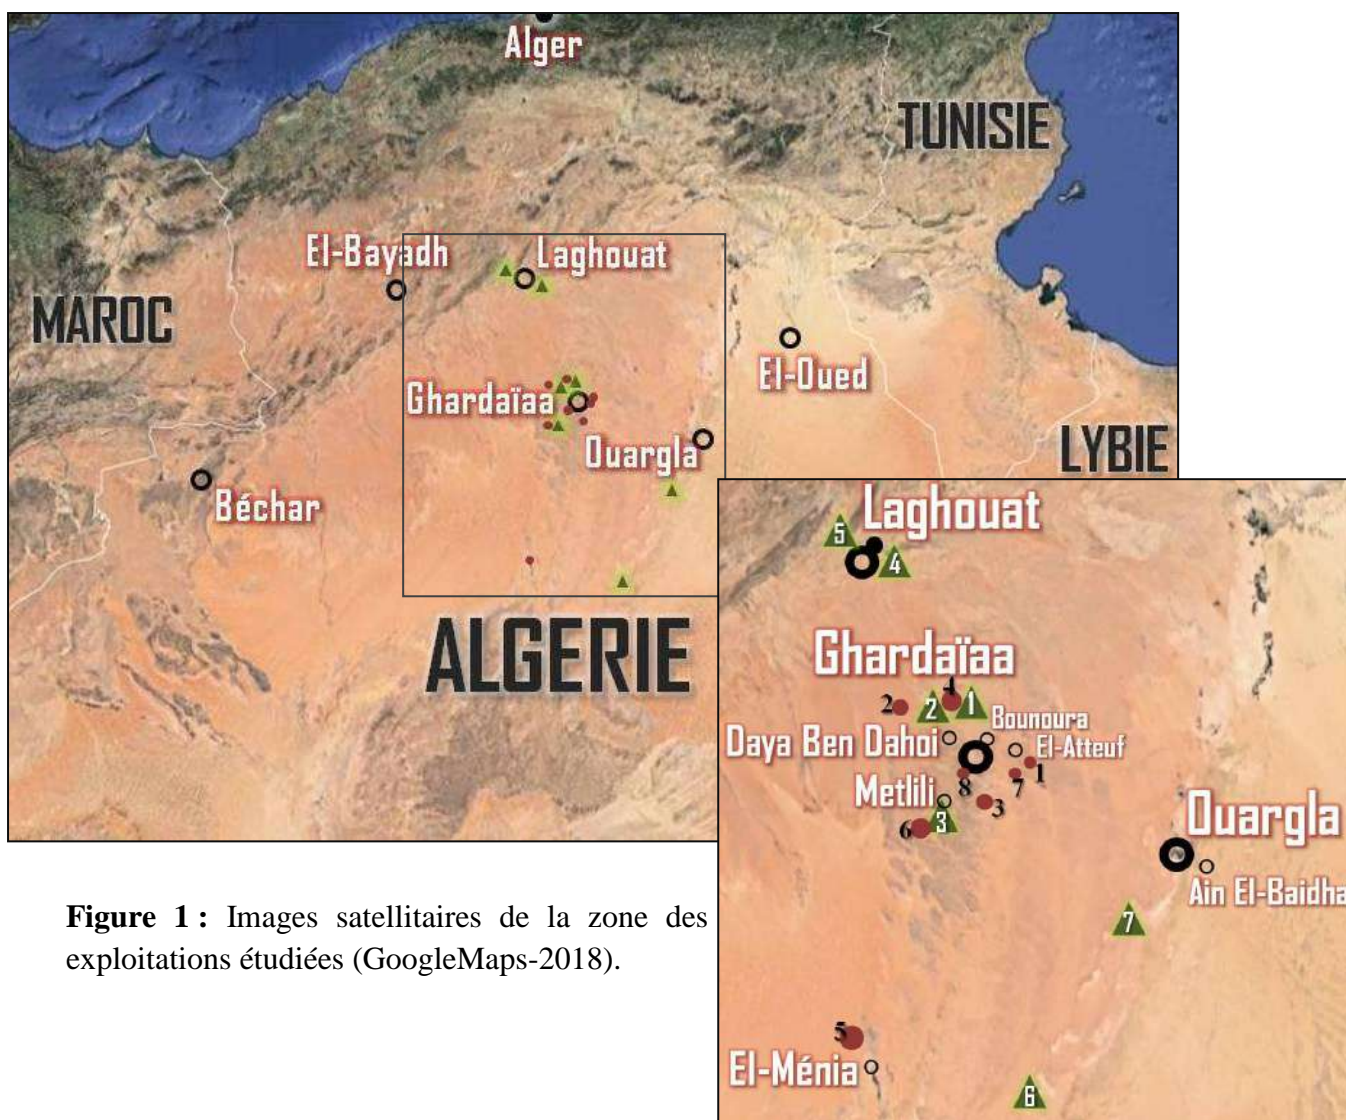 Alger
TUNISIE
El-Bayadh
Laghouat
MAROC
El-Oued
Ghardaïaa
Ouargla
LYBIE
Béchar
ALGERIE
Laghouat
5
4
Ghardaïaa
4
2
2
1
Bounoura
Daya Ben Dahoi
El-Atteuf
1
8
7
Metlili
3
3
6
Ouargla
Ain El-Baidha
7
5
El-Ménia
6
Figure 1 : Images satellitaires de la zone des
exploitations étudiées (GoogleMaps-2018).